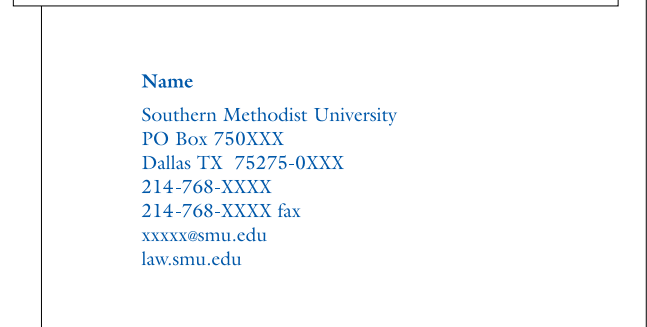 Name
Southern Methodist University
PO Box 750XXX
Dallas TX  75275-0XXX
214-768-XXXX
214-768-XXXX fax
xxxxx@smu.edu
law.smu.edu